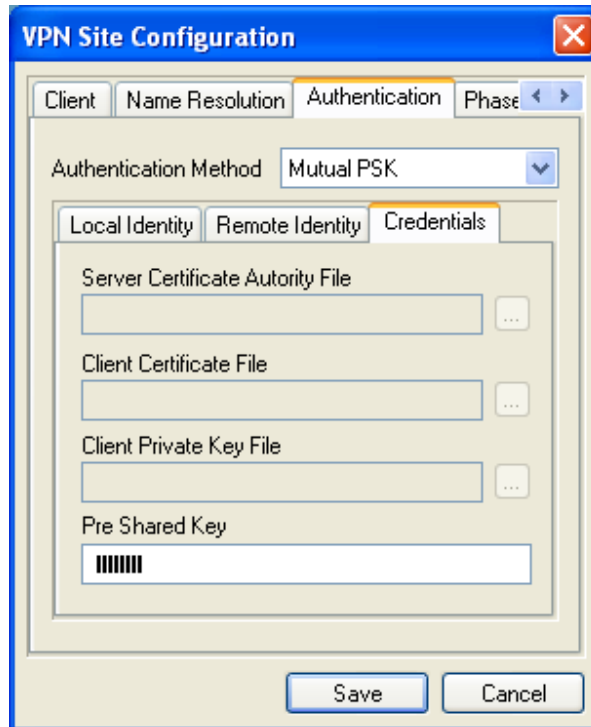 VPN Site Configuration
Client Name Resolution Authentication Phase
Authentication Method Mutual PSK
Local Identity Remote Identity Credentials
Server Certificate Autority File
...
Client Certificate File
...
Client Private Key File
...
Pre Shared Key
Save Cancel